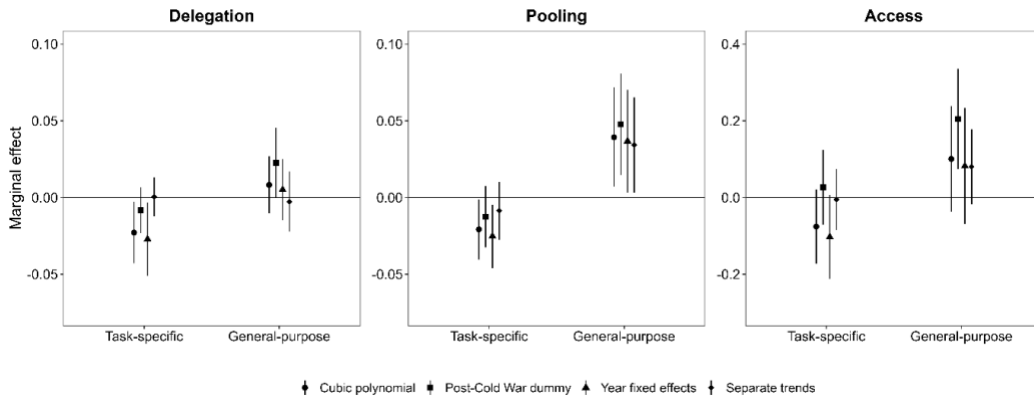 Delegation Pooling Access
Marginal effect
0.10 0.10 0.4
0.05 0.05 0.2
0.00 0.00 0.0
-0.05 -0.05 -0.2
Task-specific General-purpose Task-specific General-purpose Task-specific General-purpose
Cubic polynomial Post-Cold War dummy Year fixed effects Separate trends